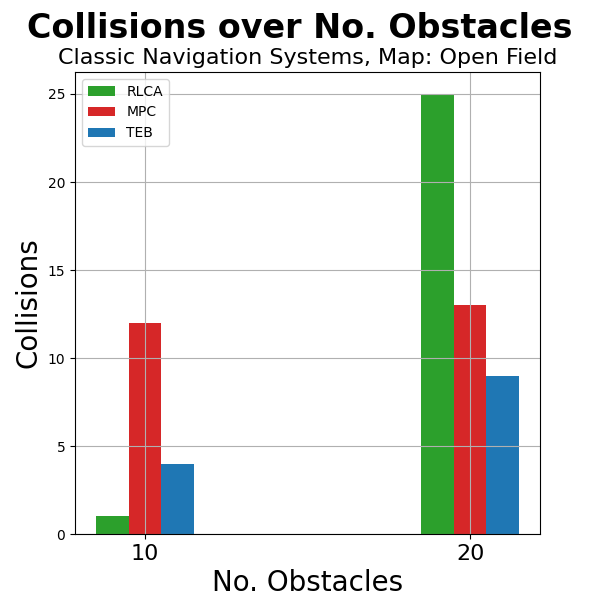 Collisions over No. Obstacles
Classic Navigation Systems, Map: Open Field
RLCA
MPC
TEB
25
20
15
10
5
0
Collisions
10 20
No. Obstacles